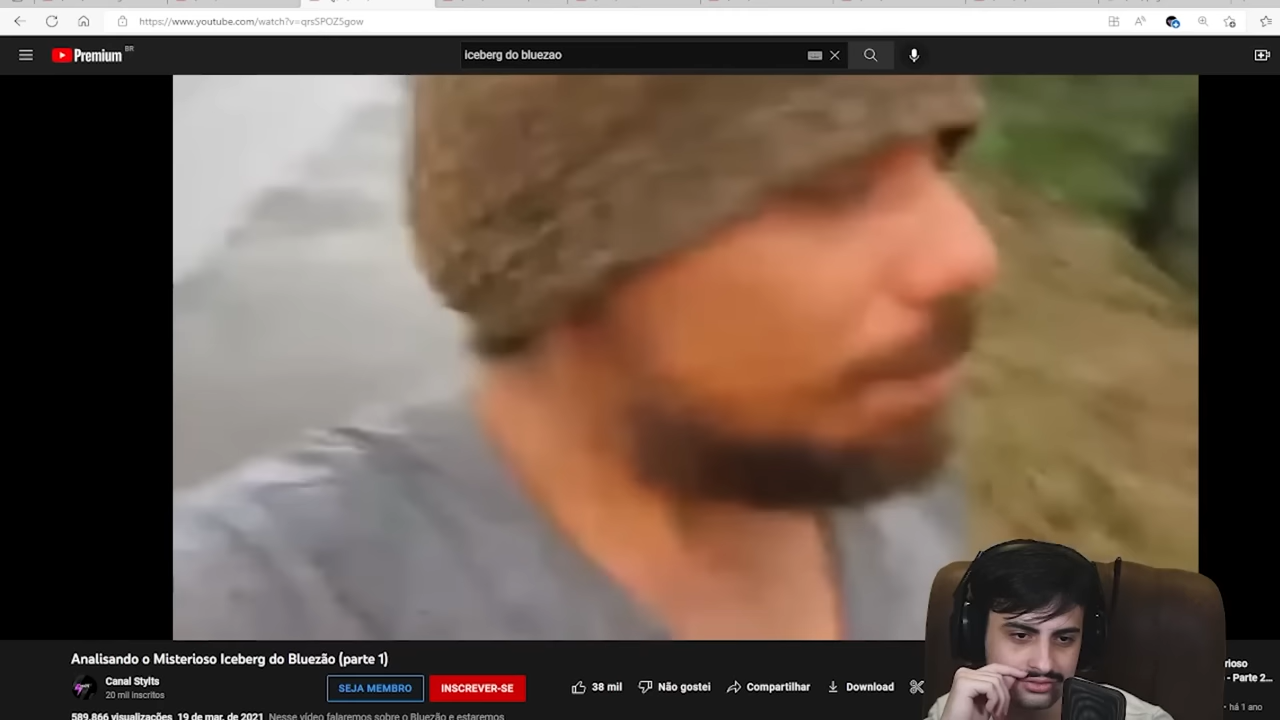 https://www.youtube.com/watch?v=qrsSPOZ5gow
Premium BR
iceberg do bluezao
Analisando o Misterioso Iceberg do Bluezão (parte 1)
Canal Stylts
20 mil inscritos
SEJA MEMBRO
INSCREVER-SE
38 mil
Não gostei
Compartilhar
Download
rioso
- Parte 2...
há 1 ano
589.866 visualizações 19 de mar. de 2021 Nesse vídeo falaremos sobre o Bluezão e estaremos